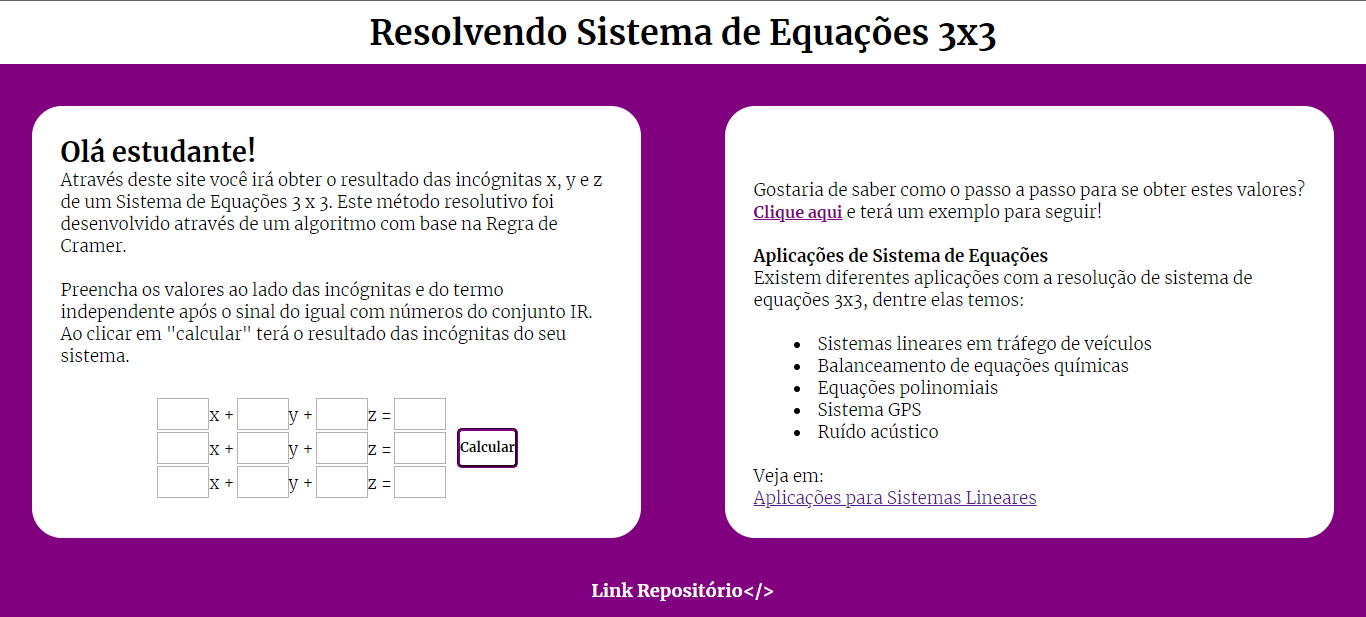 Resolvendo Sistema de Equações 3x3
Olá estudante!
Através deste site você irá obter o resultado das incógnitas x, y e z
de um Sistema de Equações 3 x 3. Este método resolutivo foi
desenvolvido através de um algoritmo com base na Regra de
Cramer.
Preencha os valores ao lado das incógnitas e do termo
independente após o sinal do igual com números do conjunto IR.
Ao clicar em "calcular" terá o resultado das incógnitas do seu
sistema.
x + y + z =
x + y + z =
x + y + z =
Calcular
Gostaria de saber como o passo a passo para se obter estes valores?
Clique aqui e terá um exemplo para seguir!
Aplicações de Sistema de Equações
Existem diferentes aplicações com a resolução de sistema de
equações 3x3, dentre elas temos:
• Sistemas lineares em tráfego de veículos
• Balanceamento de equações químicas
• Equações polinomiais
• Sistema GPS
• Ruído acústico
Veja em:
Aplicações para Sistemas Lineares
Link Repositório</>